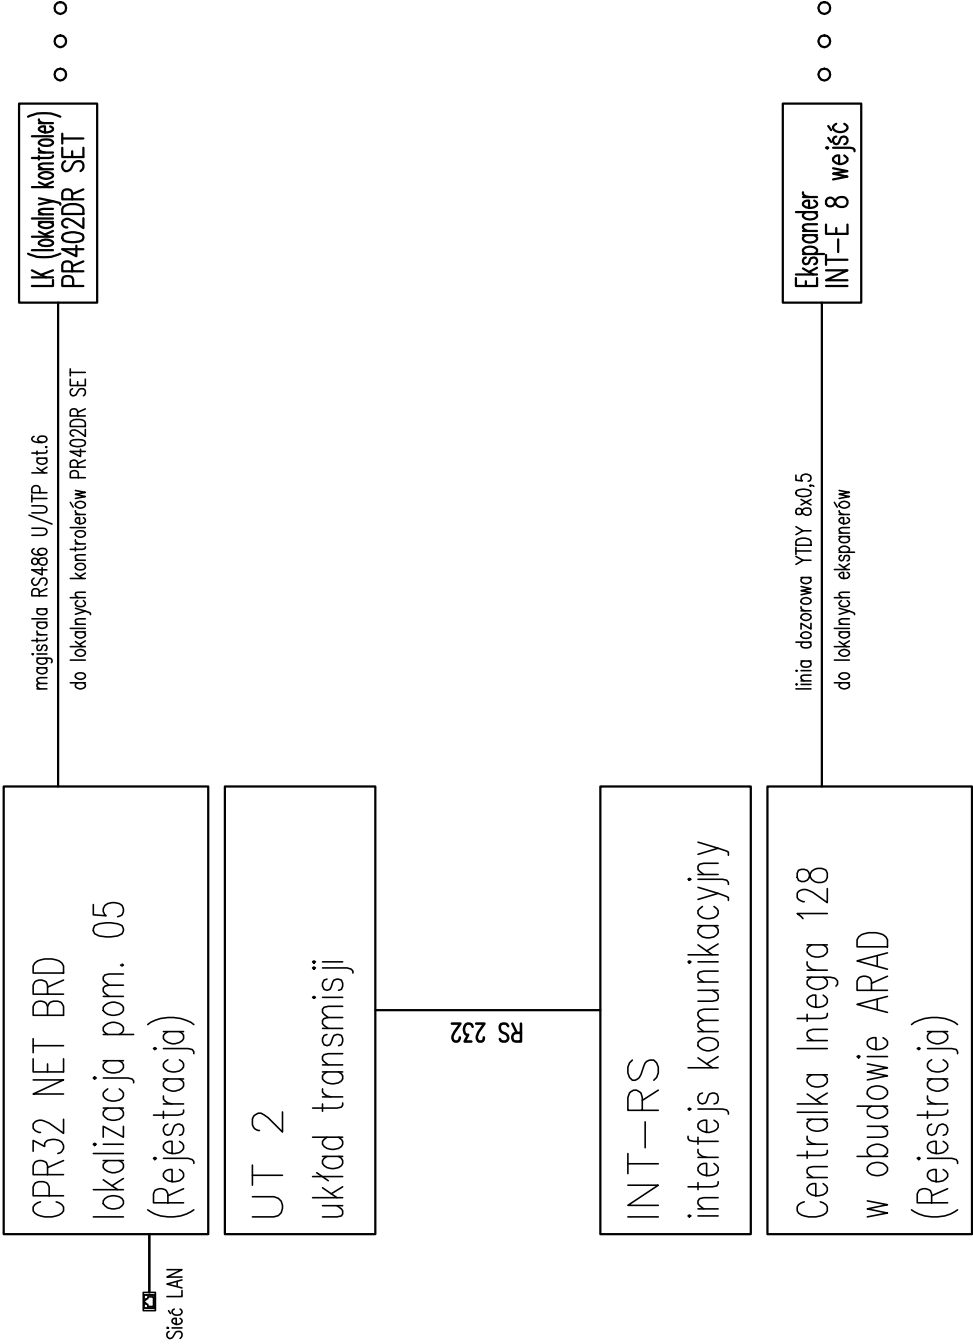 Sieć LAN
CPR32 NET BRD
lokalizacja pom. 05
(Rejestracja)
magistrala RS486 U/UTP kat.6
do lokalnych kontrolerów PR402DR SET
LK (lokalny kontroler)
PR402DR SET
UT 2
układ transmisji
RS 232
INT-RS
interfejs komunikacyjny
Centralka Integra 128
w obudowie ARAD
(Rejestracja)
linia dozorowa YTDY 8x0,5
do lokalnych ekspanerów
Ekspander
INT-E 8 wejść